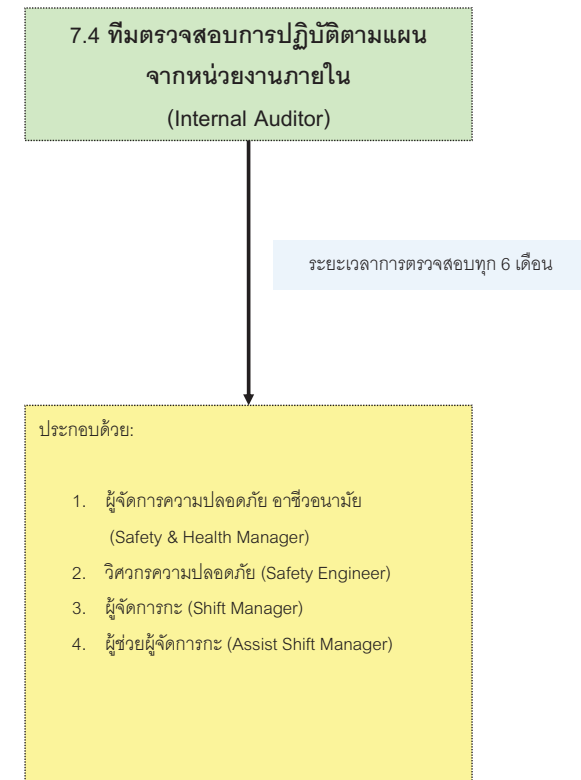 7.4 ทีมตรวจสอบการปฏิบัติตามแผน
จากหน่วยงานภายใน
(Internal Auditor)
ระยะเวลาการตรวจสอบทุก 6 เดือน
ประกอบด้วย:
1. ผู้จัดการความปลอดภัย อาชีวอนามัย
(Safety & Health Manager)
2. วิศวกรความปลอดภัย (Safety Engineer)
3. ผู้จัดการกะ (Shift Manager)
4. ผู้ช่วยผู้จัดการกะ (Assist Shift Manager)